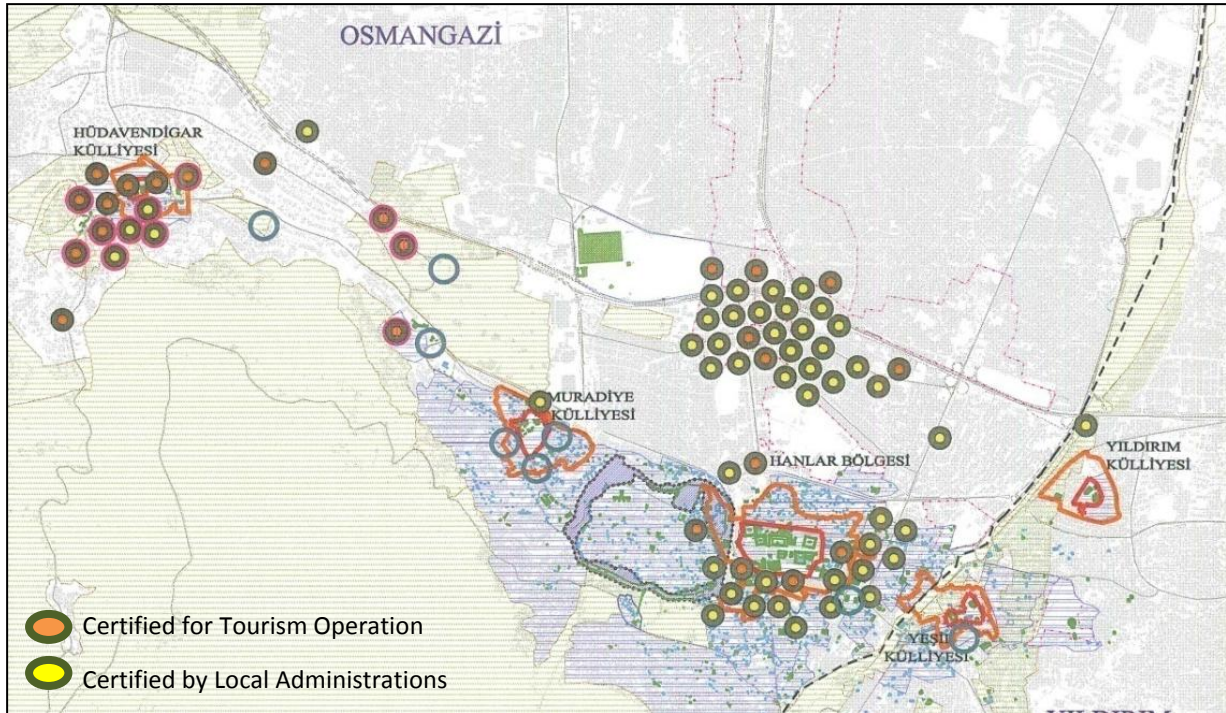 OSMANGAZİ
HÜDAVENDİGAR
KÜLLİYESİ
MURADİYE
KÜLLİYESİ
HANLAR BÖLGESİ
YILDIRIM
KÜLLİYESİ
YEŞİL
KÜLLİYESİ
Certified for Tourism Operation
Certified by Local Administrations